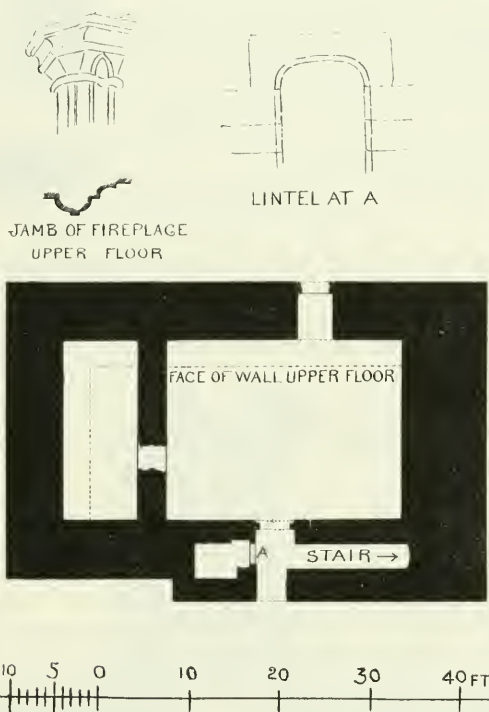 LINTEL AT A
JAMB OF FIREPLAGE
UPPER FLOOR
FACE OF WALL UPPER FLOOR
A
STAIR →
10 5 0 10 20 30 40 FT